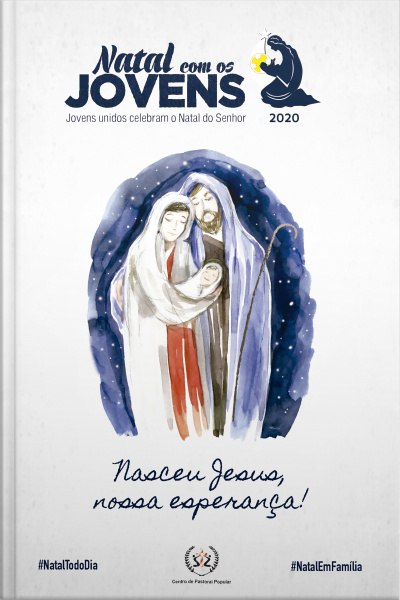 Natal com os
JOVENS
Jovens unidos celebram o Natal do Senhor
2020
Nasceu Jesus,
nossa esperança!
#NatalTodoDia
Centro de Pastoral Popular
#NatalEmFamília